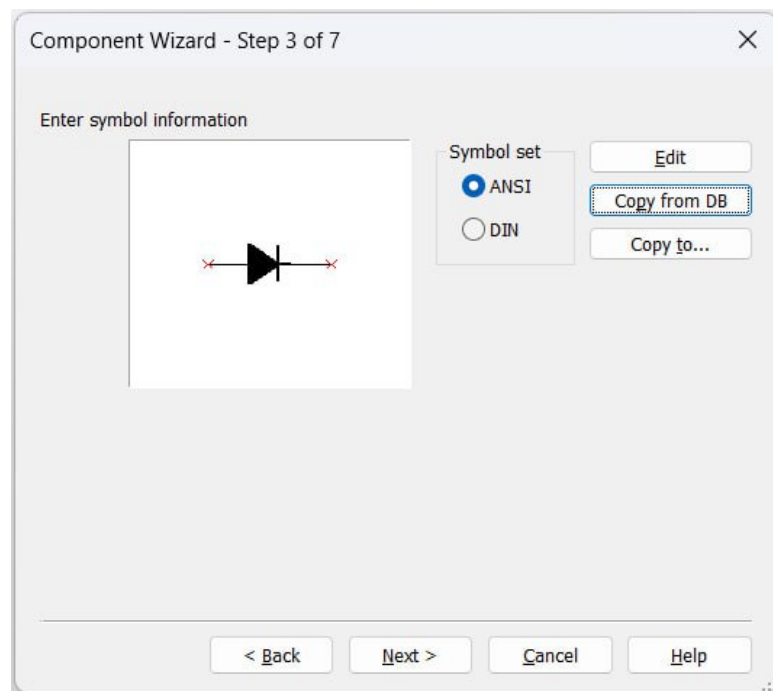 Component Wizard - Step 3 of 7
Enter symbol information
Symbol set
ANSI
DIN
Edit
Copy from DB
Copy to...
< Back
Next >
Cancel
Help